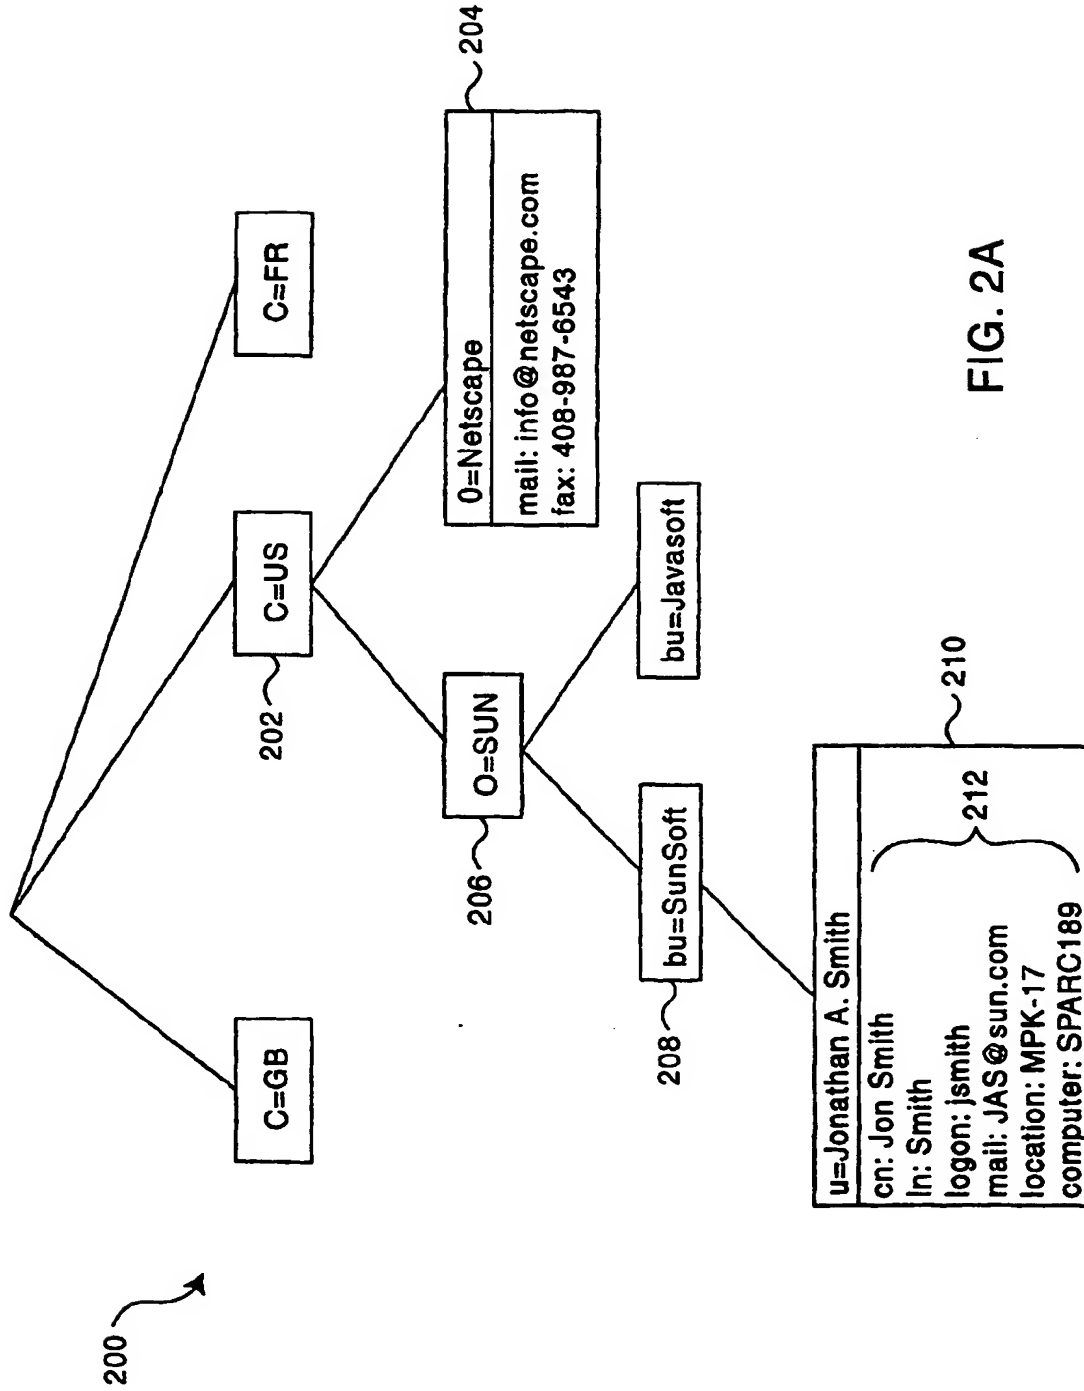 200
C=GB
C=US
C=FR
202
204
0=Netscape
mail: info@netscape.com
fax: 408-987-6543
O=SUN
206
bu=SunSoft
bu=Javasoft
208
210
u=Jonathan A. Smith
cn: Jon Smith
ln: Smith
logon: jsmith
mail: JAS@sun.com
location: MPK-17
computer: SPARC189
212
FIG. 2A